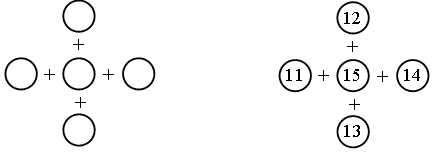 12
+ +
+ + 11 + 15 + 14
+ +
13